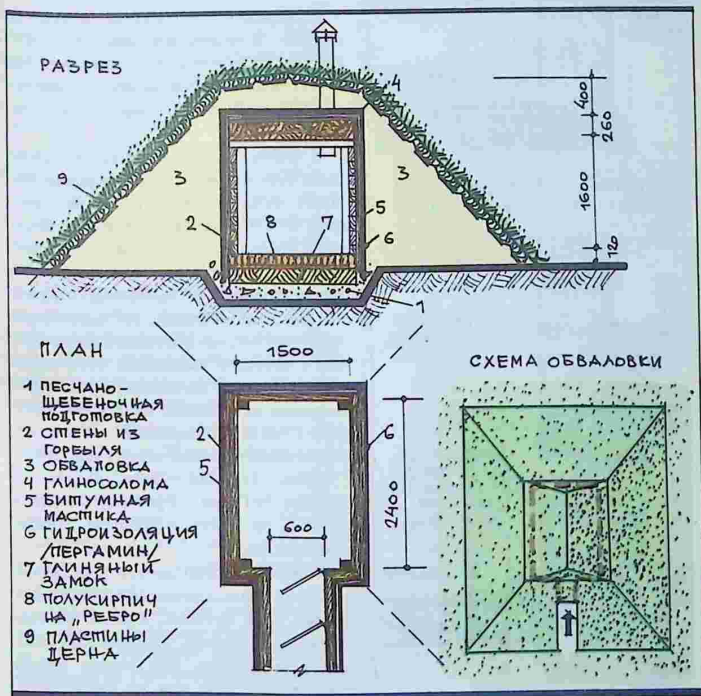 РАЗРЕЗ
4
400
260
1600
120
9
3
3
2
8
7
5
6
1
ПЛАН
1500
СХЕМА ОБВАЛОВКИ
1 ПЕСЧАНО-
ЩЕБЕНОЧНАЯ
ПОДГОТОВКА
2 СТЕНЫ ИЗ
ГОРБЫЛЯ
3 ОБВАЛОВКА
4 ГЛИНОСОЛОМА
5 БИТУМНАЯ
МАСТИКА
6 ГИДРОИЗОЛЯЦИЯ
/ПЕРГАМИН/
7 ГЛИНЯНЫЙ
ЗАМОК
8 ПОЛУКИРПИЧ
НА „РЕБРО"
9 ПЛАСТИНЫ
ДЕРНА
2
5
6
600
2400